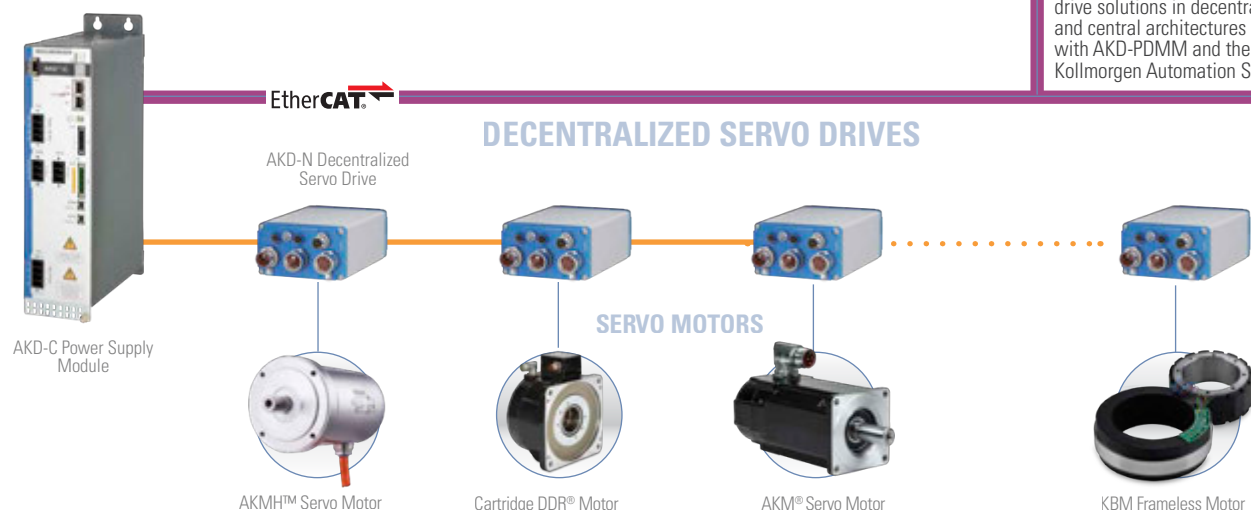 drive solutions in decentra
and central architectures
with AKD-PDMM and the
Kollmorgen Automation S
EtherCAT®
DECENTRALIZED SERVO DRIVES
AKD-N Decentralized
Servo Drive
SERVO MOTORS
AKD-C Power Supply
Module
AKMH™ Servo Motor
Cartridge DDR® Motor
AKM® Servo Motor
KBM Frameless Motor